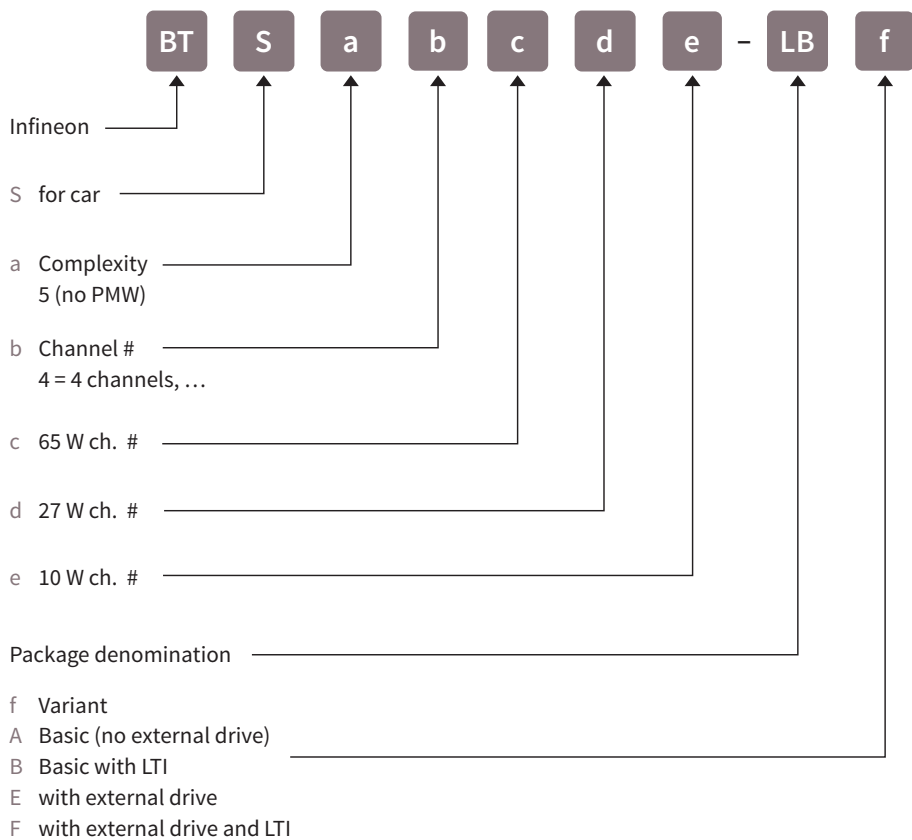 BT S a b c d e – LB f
Infineon
S for car
a Complexity
5 (no PMW)
b Channel #
4 = 4 channels, …
c 65 W ch. #
d 27 W ch. #
e 10 W ch. #
Package denomination
f Variant
A Basic (no external drive)
B Basic with LTI
E with external drive
F with external drive and LTI